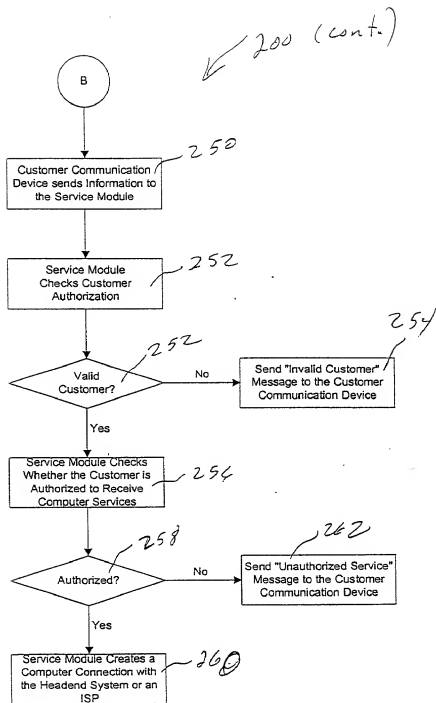 200 (cont.)
B
250
Customer Communication
Device sends Information to
the Service Module
252
Service Module
Checks Customer
Authorization
252
Valid
Customer?
No
254
Send "Invalid Customer"
Message to the Customer
Communication Device
Yes
Service Module Checks
Whether the Customer is
Authorized to Receive
Computer Services
256
258
Authorized?
No
262
Send "Unauthorized Service"
Message to the Customer
Communication Device
Yes
Service Module Creates a
Computer Connection with
the Headend System or an
ISP
260